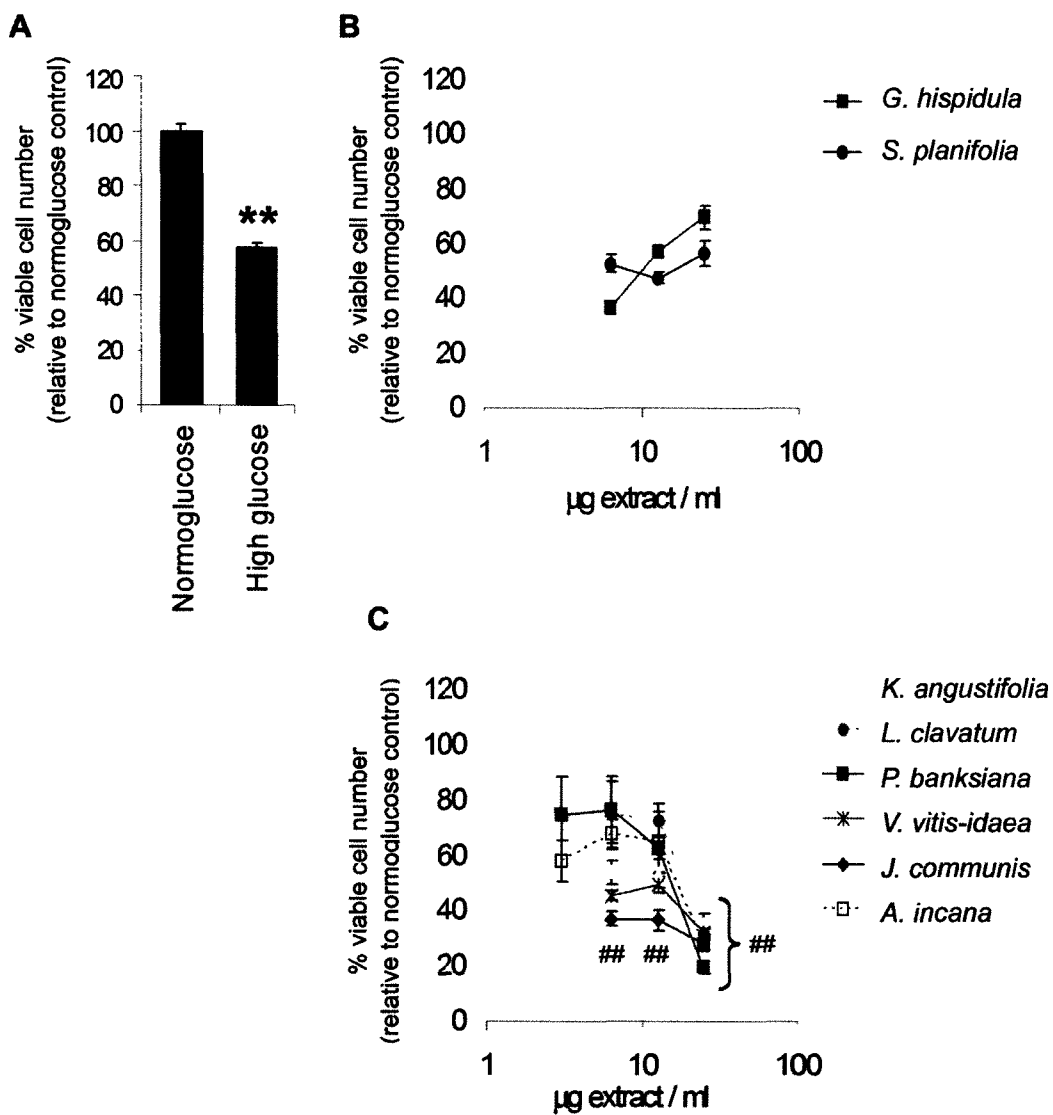 A
% viable cell number
(relative to normoglucose control)
120
100
80
60
40
20
0
**
Normoglucose
High glucose
B
% viable cell number
(relative to normoglucose control)
120
100
80
60
40
20
0
1
10
100
µg extract / ml
G. hispidula
S. planifolia
C
% viable cell number
(relative to normoglucose control)
120
100
80
60
40
20
0
##
##
##
1
10
100
µg extract / ml
K. angustifolia
L. clavatum
P. banksiana
V. vitis-idaea
J. communis
A. incana